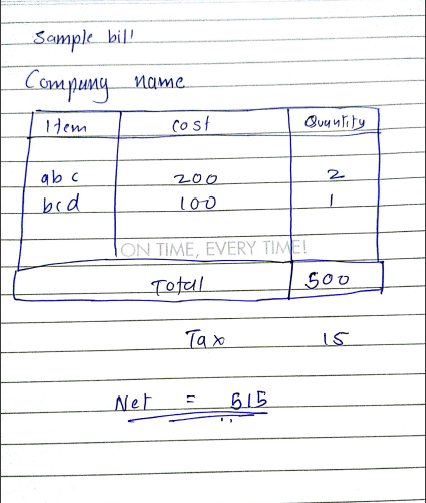 Sample bill
Company name
Item cost Quantity
abc 200 2
bcd 100 1
ON TIME, EVERY TIME!
Total 500
Tax 15
Net = 515